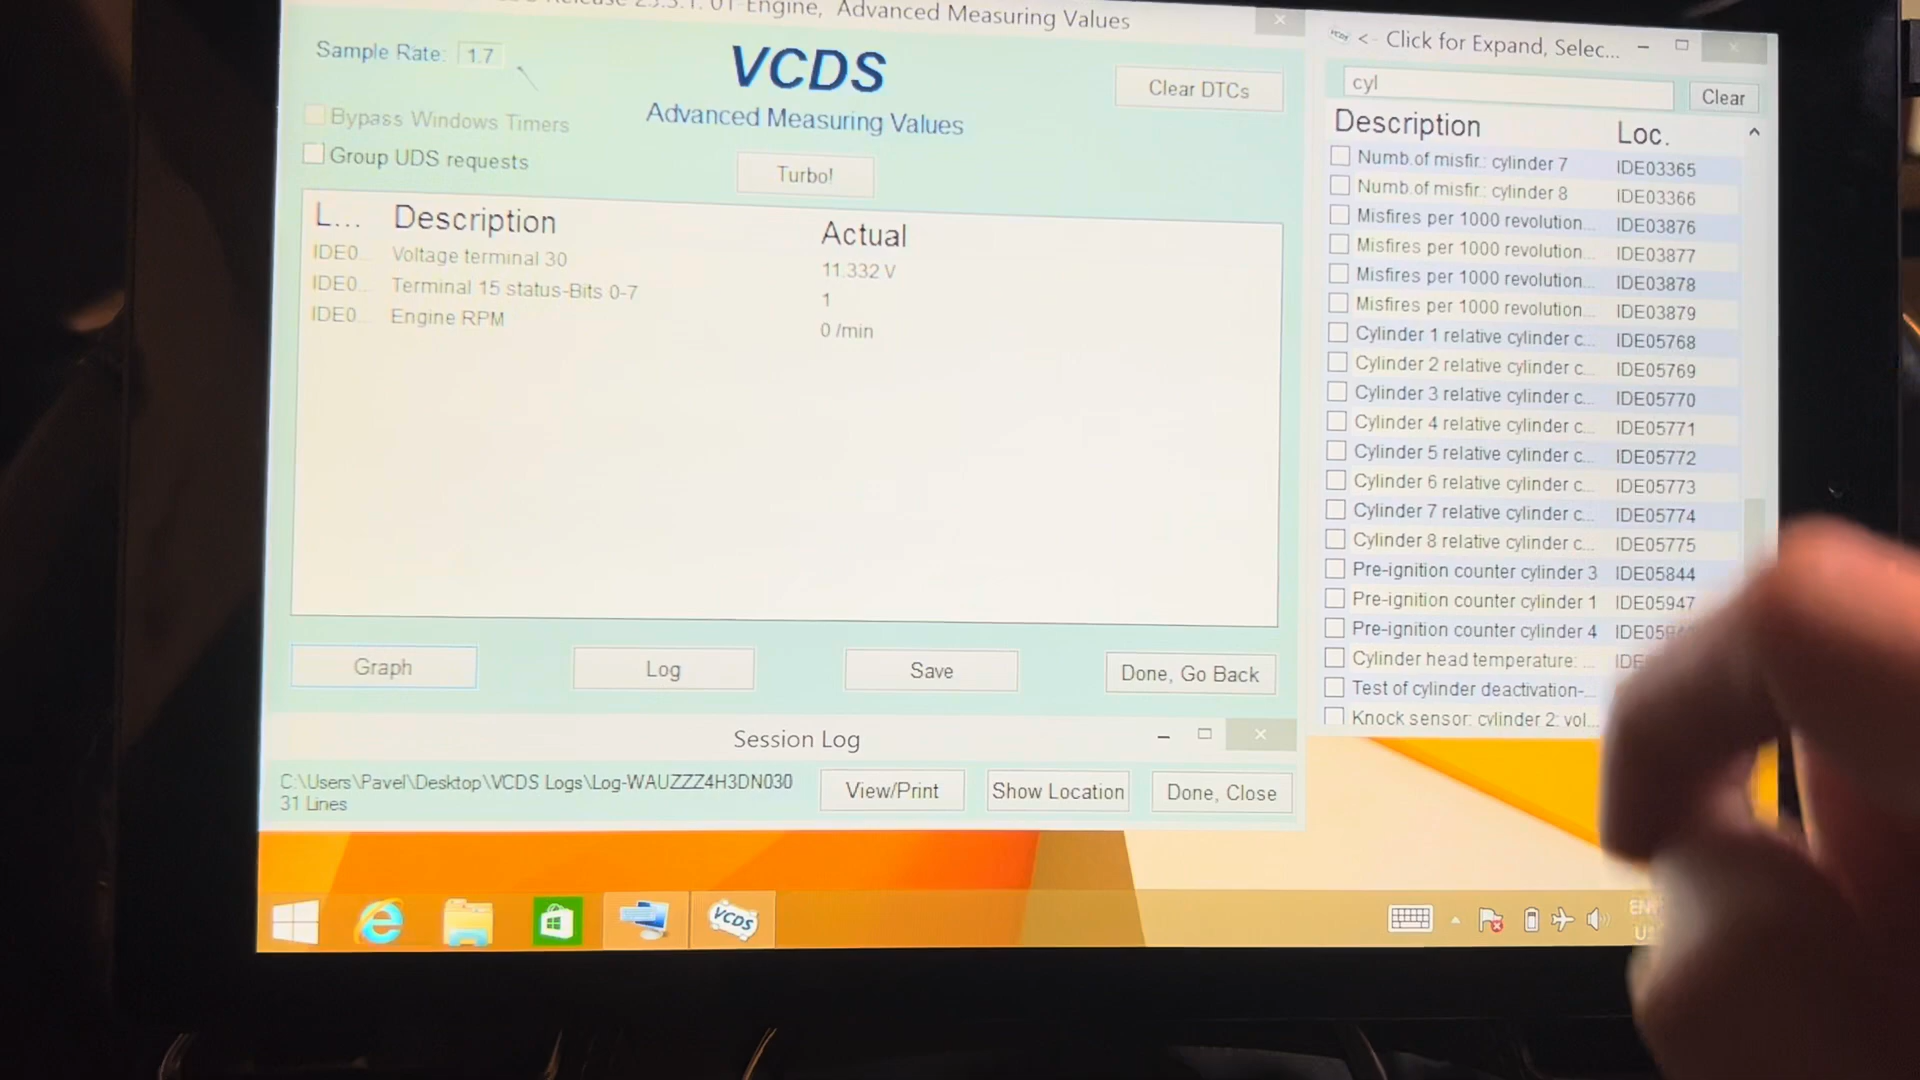 01-Engine, Advanced Measuring Values
Sample Rate: 1.7
VCDS
Advanced Measuring Values
Clear DTCs
Bypass Windows Timers
Group UDS requests
Turbo!
L... Description Actual
IDE0... Voltage terminal 30 11.332 V
IDE0... Terminal 15 status-Bits 0-7 1
IDE0... Engine RPM 0 /min
Graph
Log
Save
Done, Go Back
Session Log
C:\Users\Pavel\Desktop\VCDS Logs\Log-WAUZZZ4H3DN030
31 Lines
View/Print
Show Location
Done, Close
<- Click for Expand, Selec...
cyl
Clear
Description Loc.
Numb.of misfir.: cylinder 7 IDE03365
Numb.of misfir.: cylinder 8 IDE03366
Misfires per 1000 revolution... IDE03876
Misfires per 1000 revolution... IDE03877
Misfires per 1000 revolution... IDE03878
Misfires per 1000 revolution... IDE03879
Cylinder 1 relative cylinder c... IDE05768
Cylinder 2 relative cylinder c... IDE05769
Cylinder 3 relative cylinder c... IDE05770
Cylinder 4 relative cylinder c... IDE05771
Cylinder 5 relative cylinder c... IDE05772
Cylinder 6 relative cylinder c... IDE05773
Cylinder 7 relative cylinder c... IDE05774
Cylinder 8 relative cylinder c... IDE05775
Pre-ignition counter cylinder 3 IDE05844
Pre-ignition counter cylinder 1 IDE05947
Pre-ignition counter cylinder 4
Cylinder head temperature: ...
Test of cylinder deactivation-...
Knock sensor: cylinder 2: vol...
VCDS